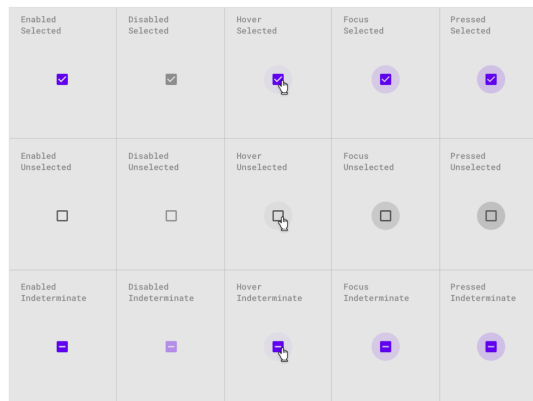 Enabled
Selected
Disabled
Selected
Hover
Selected
Focus
Selected
Pressed
Selected
Enabled
Unselected
Disabled
Unselected
Hover
Unselected
Focus
Unselected
Pressed
Unselected
Enabled
Indeterminate
Disabled
Indeterminate
Hover
Indeterminate
Focus
Indeterminate
Pressed
Indeterminate